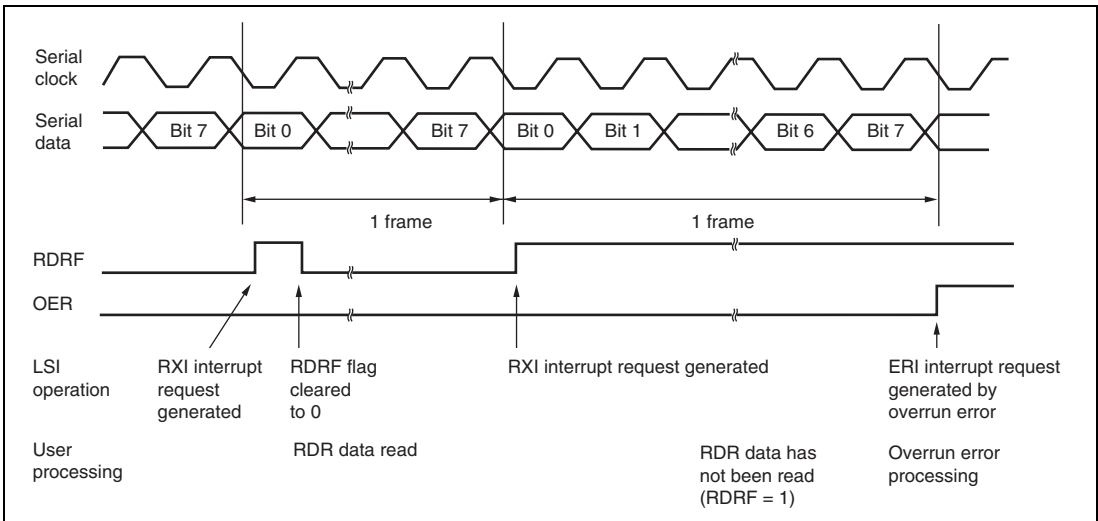 Serial
clock
Serial
data
Bit 7
Bit 0
Bit 7
Bit 0
Bit 1
Bit 6
Bit 7
1 frame
1 frame
RDRF
OER
LSI
operation
RXI interrupt
request
generated
RDRF flag
cleared
to 0
RXI interrupt request generated
ERI interrupt request
generated by
overrun error
User
processing
RDR data read
RDR data has
not been read
(RDRF = 1)
Overrun error
processing